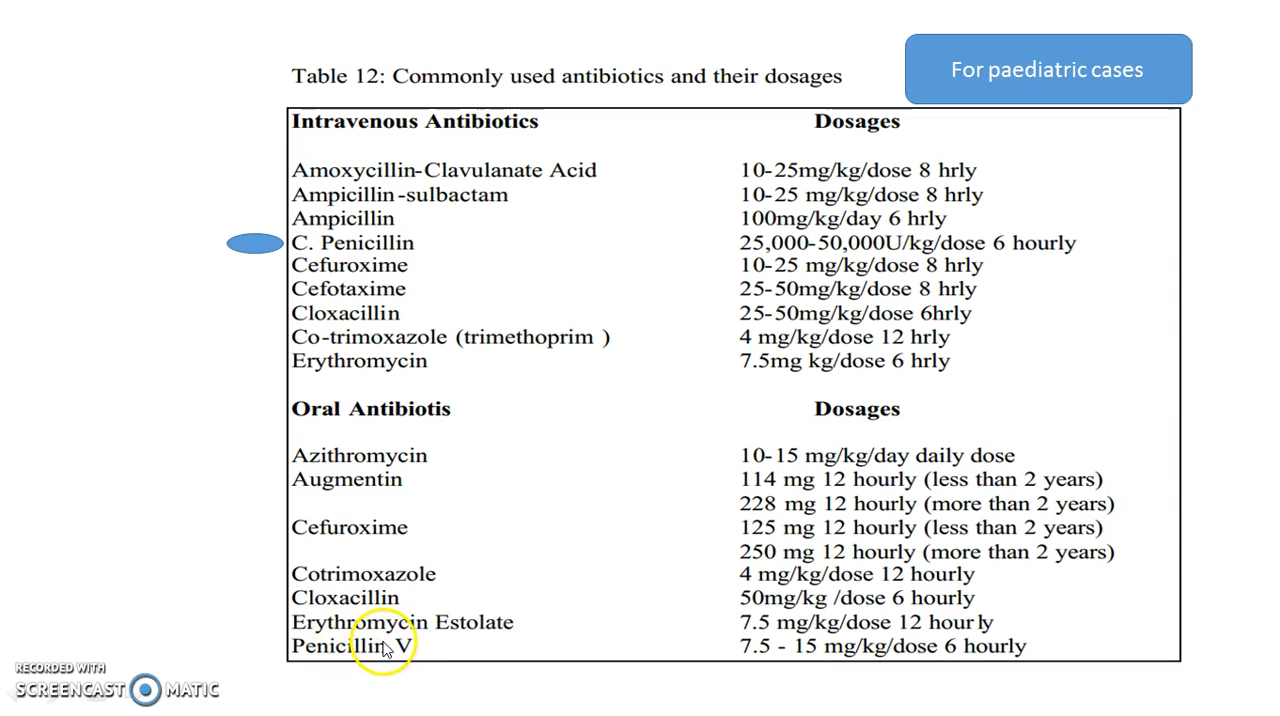 For paediatric cases
Table 12: Commonly used antibiotics and their dosages
Intravenous Antibiotics Dosages
Amoxycillin-Clavulanate Acid 10-25mg/kg/dose 8 hrly
Ampicillin-sulbactam 10-25 mg/kg/dose 8 hrly
Ampicillin 100mg/kg/day 6 hrly
C. Penicillin 25,000-50,000U/kg/dose 6 hourly
Cefuroxime 10-25 mg/kg/dose 8 hrly
Cefotaxime 25-50mg/kg/dose 8 hrly
Cloxacillin 25-50mg/kg/dose 6hrly
Co-trimoxazole (trimethoprim ) 4 mg/kg/dose 12 hrly
Erythromycin 7.5mg kg/dose 6 hrly
Oral Antibiotis Dosages
Azithromycin 10-15 mg/kg/day daily dose
Augmentin 114 mg 12 hourly (less than 2 years)
228 mg 12 hourly (more than 2 years)
Cefuroxime 125 mg 12 hourly (less than 2 years)
250 mg 12 hourly (more than 2 years)
Cotrimoxazole 4 mg/kg/dose 12 hourly
Cloxacillin 50mg/kg /dose 6 hourly
Erythromycin Estolate 7.5 mg/kg/dose 12 hourly
Penicillin V 7.5 - 15 mg/kg/dose 6 hourly
RECORDED WITH
SCREENCAST MATIC